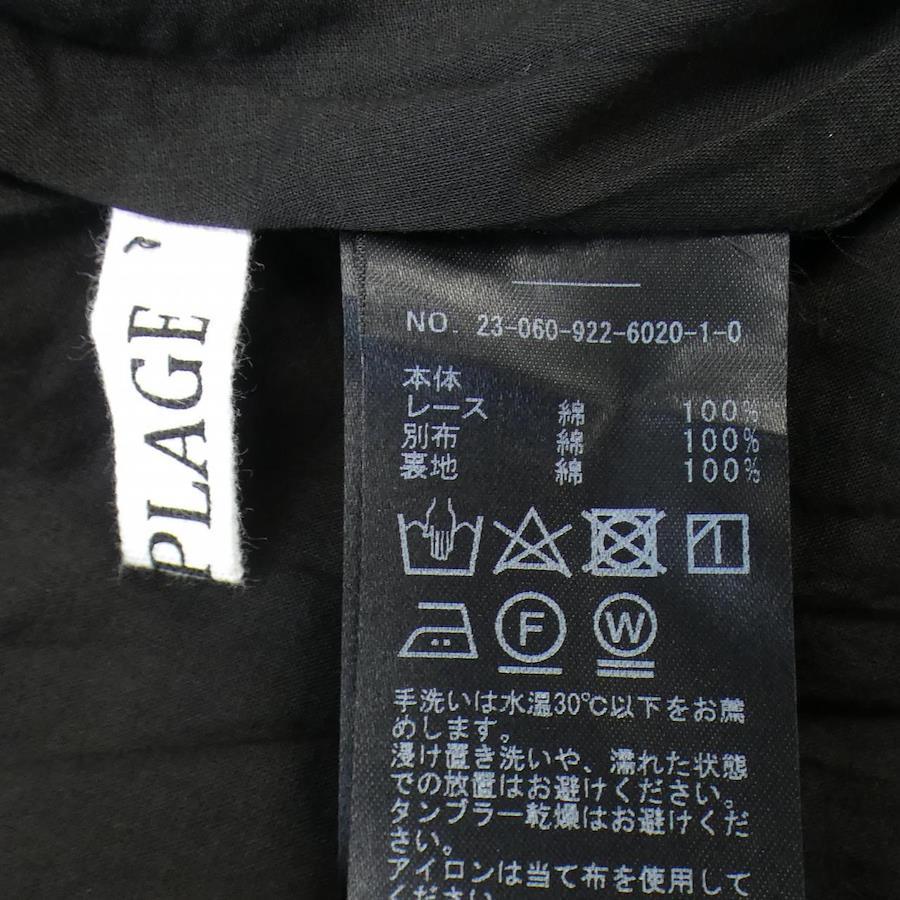 PLAGE
NO. 23-060-922-6020-1-0
本体
レース 綿 100%
別布 綿 100%
裏地 綿 100%
F W
手洗いは水温30℃以下をお薦
めします。
浸け置き洗いや、濡れた状態
での放置はお避けください。
タンブラー乾燥はお避けくだ
さい。
アイロンは当て布を使用して
ください